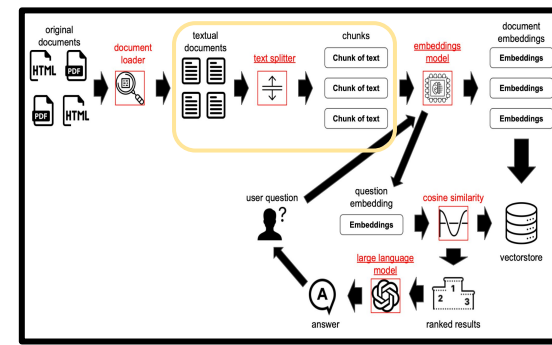 original
documents
document
loader
textual
documents
text splitter
chunks
embeddings
model
document
embeddings
HTML
PDF
PDF
HTML
Chunk of text
Chunk of text
Chunk of text
Embeddings
Embeddings
Embeddings
user question
?
question
embedding
Embeddings
cosine similarity
vectorstore
large language
model
A
answer
1
2
3
ranked results